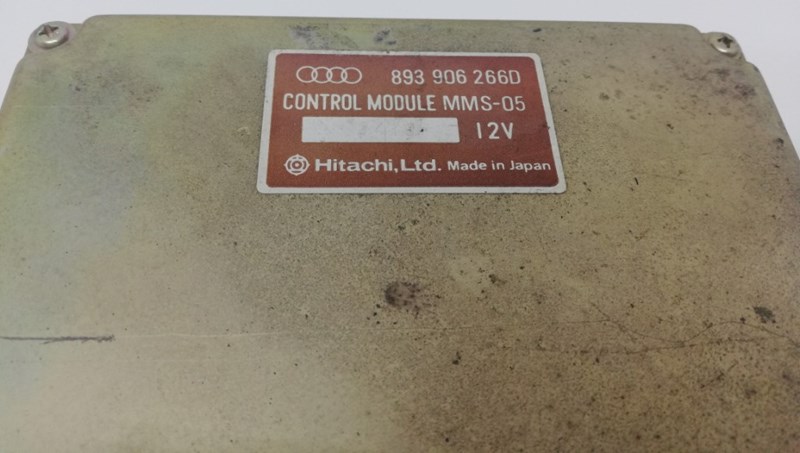 893 906 266D
CONTROL MODULE MMS-05
12V
Hitachi, Ltd. Made in Japan